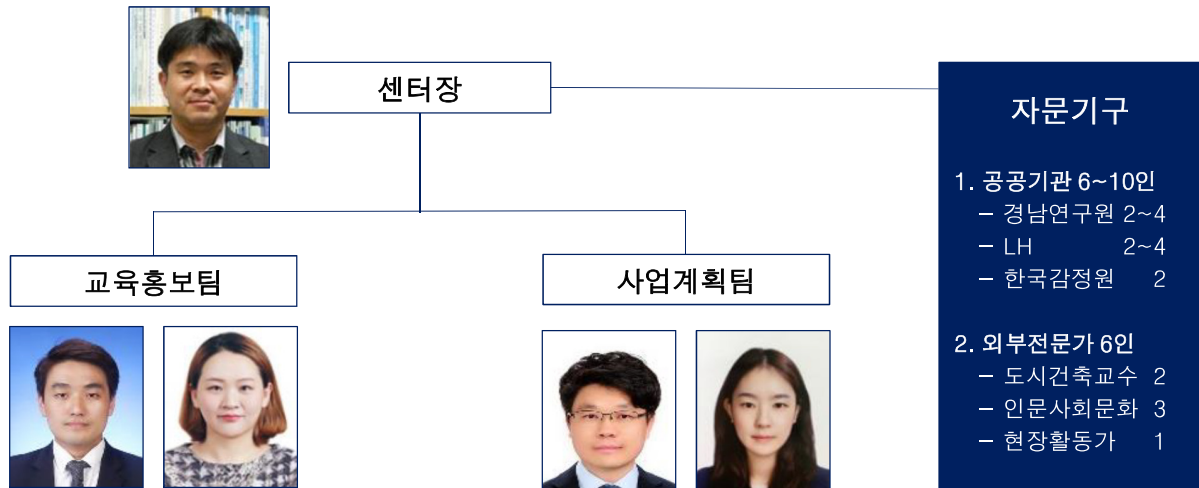 센터장
교육홍보팀
사업계획팀
자문기구
1. 공공기관 6~10인
– 경남연구원 2~4
– LH 2~4
– 한국감정원 2
2. 외부전문가 6인
– 도시건축교수 2
– 인문사회문화 3
– 현장활동가 1